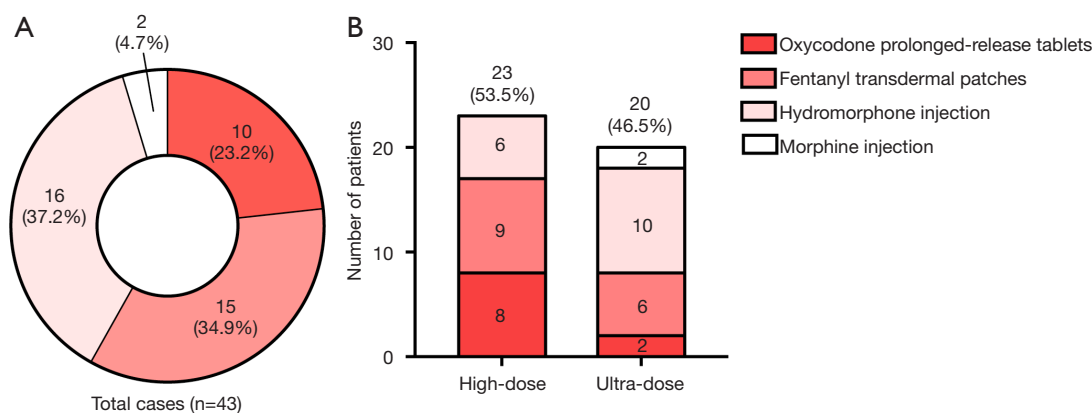 A
2
(4.7%)
10
(23.2%)
16
(37.2%)
15
(34.9%)
Total cases (n=43)
B
Number of patients
30
20
10
0
23
(53.5%)
6
9
8
High-dose
20
(46.5%)
2
10
6
2
Ultra-dose
Oxycodone prolonged-release tablets
Fentanyl transdermal patches
Hydromorphone injection
Morphine injection